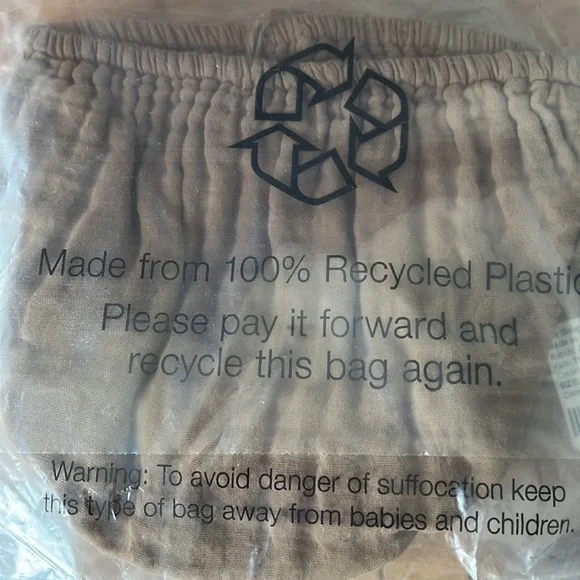 Made from 100% Recycled Plastic
Please pay it forward and
recycle this bag again.
Warning: To avoid danger of suffocation keep
this type of bag away from babies and children.